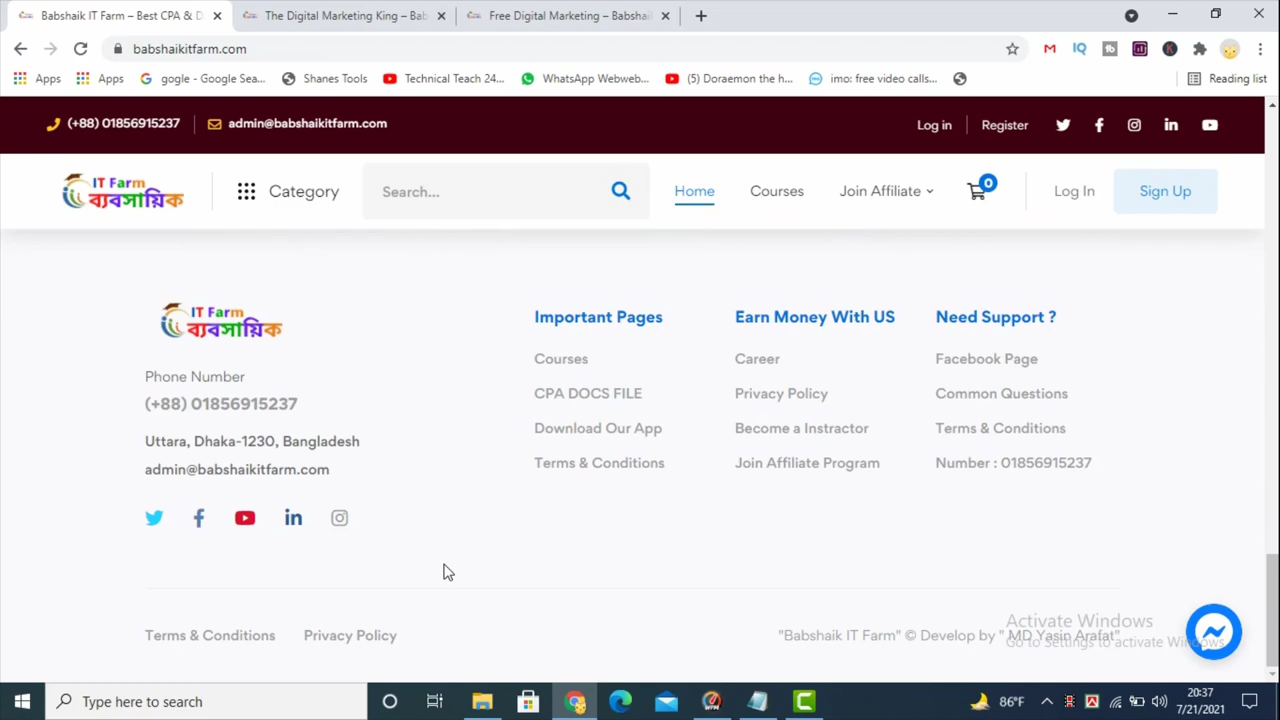 Babshaik IT Farm – Best CPA & D
The Digital Marketing King – Bab
Free Digital Marketing – Babshai
babshaikitfarm.com
Apps
Apps
gogle - Google Sea...
Shanes Tools
Technical Teach 24...
WhatsApp Webweb...
(5) Doraemon the h...
imo: free video calls...
Reading list
(+88) 01856915237
admin@babshaikitfarm.com
Log in
Register
IT Farm
ব্যবসায়িক
Category
Search...
Home
Courses
Join Affiliate
0
Log In
Sign Up
IT Farm
ব্যবসায়িক
Phone Number
(+88) 01856915237
Uttara, Dhaka-1230, Bangladesh
admin@babshaikitfarm.com
Important Pages
Courses
CPA DOCS FILE
Download Our App
Terms & Conditions
Earn Money With US
Career
Privacy Policy
Become a Instractor
Join Affiliate Program
Need Support ?
Facebook Page
Common Questions
Terms & Conditions
Number : 01856915237
Terms & Conditions
Privacy Policy
"Babshaik IT Farm" © Develop by " MD Yasin Arafat"
Activate Windows
Go to Settings to activate Windows.
Type here to search
86°F
20:37
7/21/2021